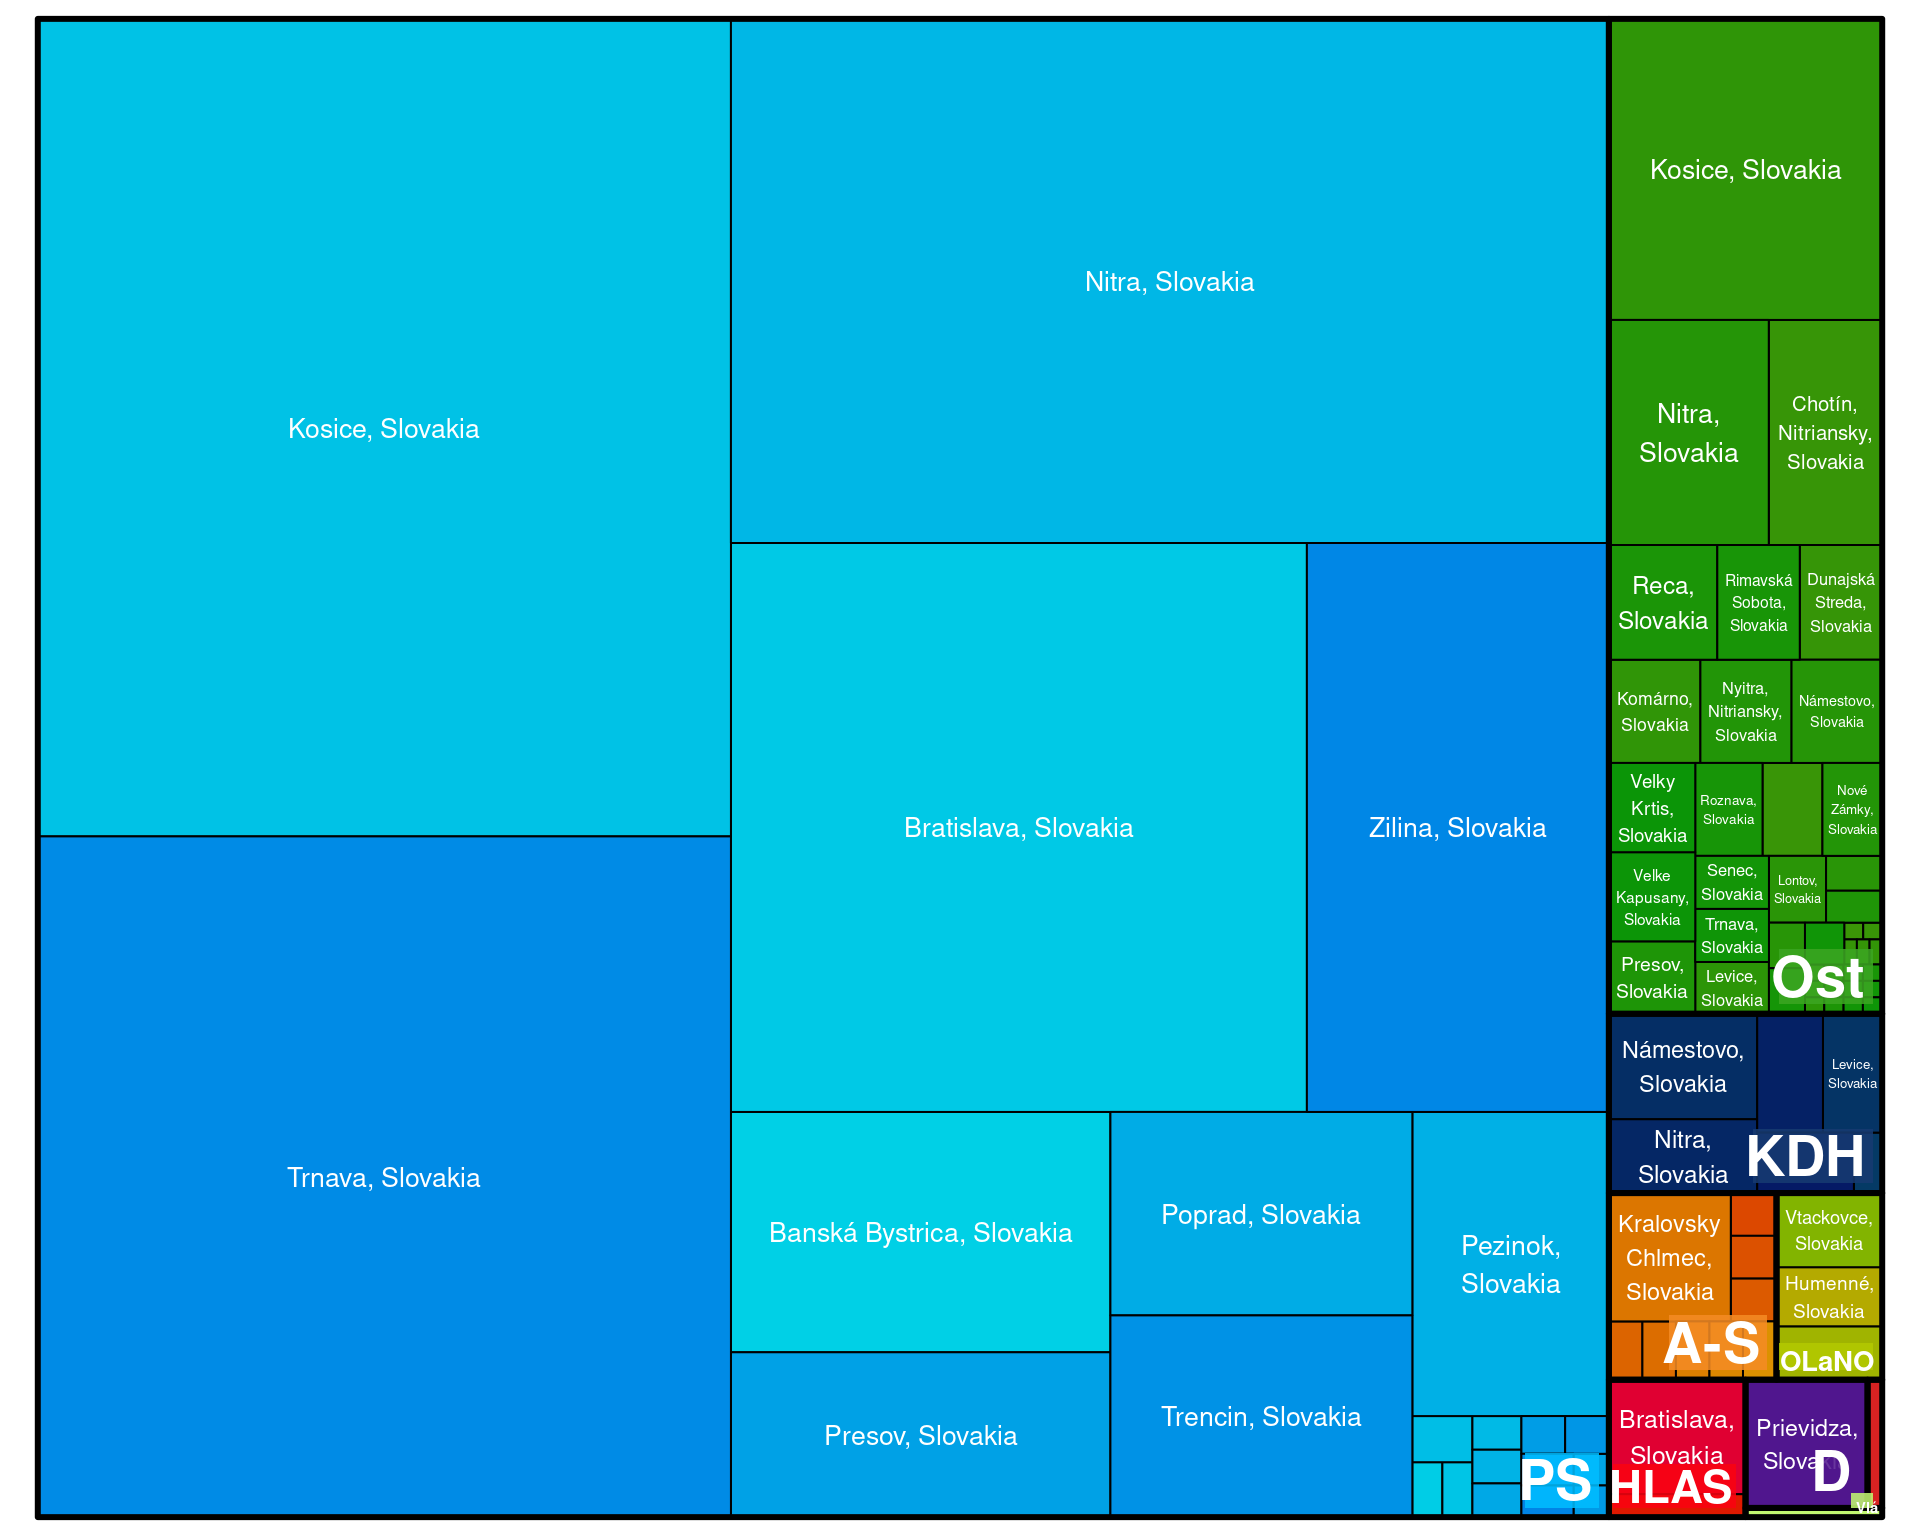 Kosice, Slovakia
Trnava, Slovakia
Nitra, Slovakia
Bratislava, Slovakia
Zilina, Slovakia
Banská Bystrica, Slovakia
Presov, Slovakia
Poprad, Slovakia
Trencin, Slovakia
Pezinok,
Slovakia
PS
Kosice, Slovakia
Nitra,
Slovakia
Chotín,
Nitriansky,
Slovakia
Reca,
Slovakia
Rimavská
Sobota,
Slovakia
Dunajská
Streda,
Slovakia
Komárno,
Slovakia
Nyitra,
Nitriansky,
Slovakia
Námestovo,
Slovakia
Velky
Krtis,
Slovakia
Roznava,
Slovakia
Nové
Zámky,
Slovakia
Velke
Kapusany,
Slovakia
Senec,
Slovakia
Lontov,
Slovakia
Trnava,
Slovakia
Presov,
Slovakia
Levice,
Slovakia
Ost
Námestovo,
Slovakia
Levice,
Slovakia
Nitra,
Slovakia
KDH
Kralovsky
Chlmec,
Slovakia
A-S
Vtackovce,
Slovakia
Humenné,
Slovakia
OLaNO
Bratislava,
Slovakia
HLAS
Prievidza,
Slovakia
D
Vlá